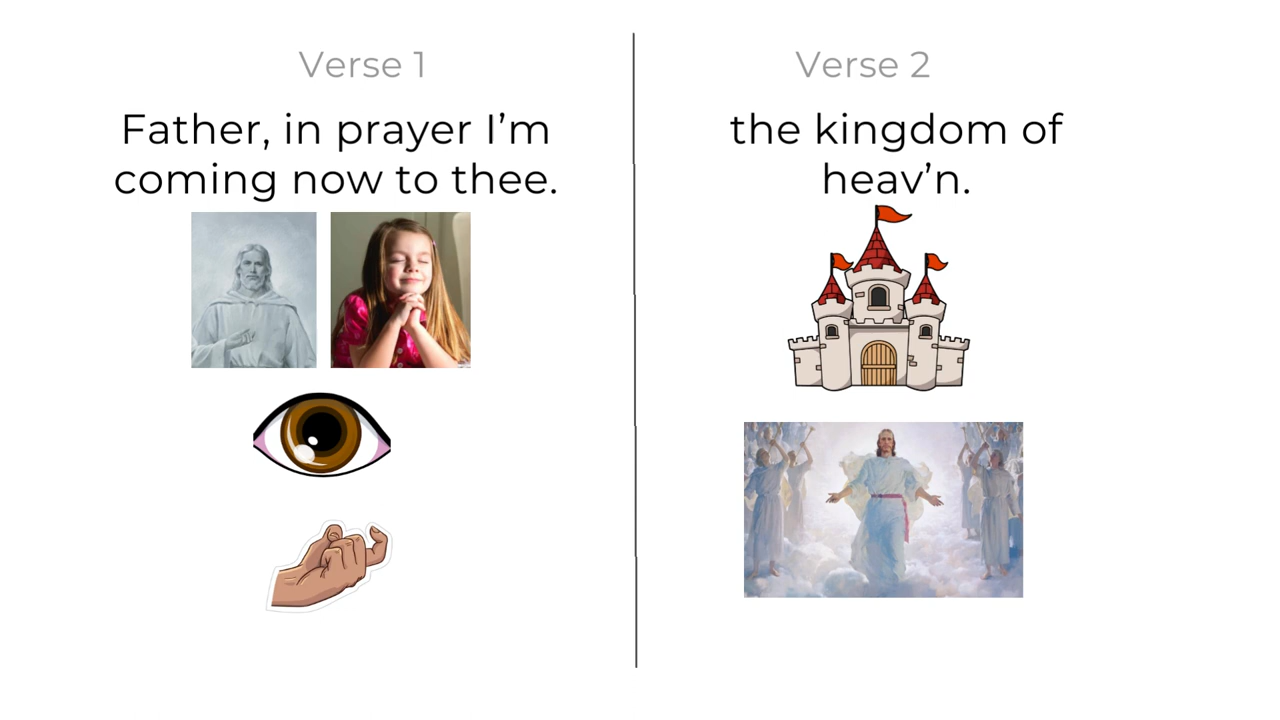 Verse 1
Father, in prayer I’m
coming now to thee.
Verse 2
the kingdom of
heav’n.